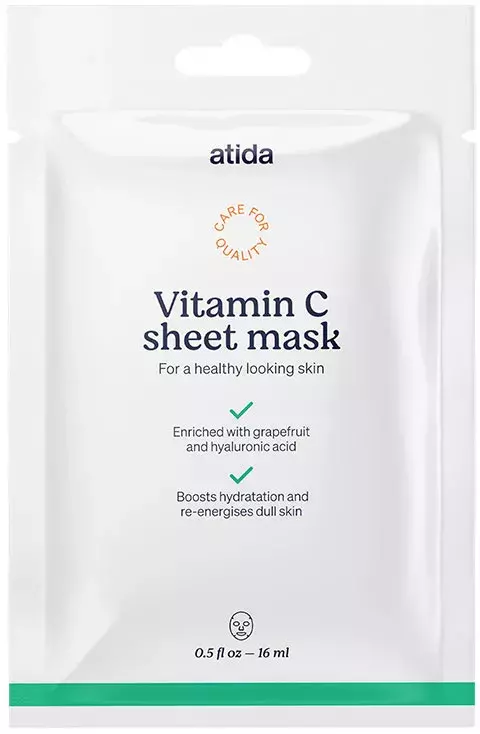 atida
CARE FOR
QUALITY
Vitamin C
sheet mask
For a healthy looking skin
Enriched with grapefruit
and hyaluronic acid
Boosts hydratation and
re-energises dull skin
0.5 fl oz – 16 ml